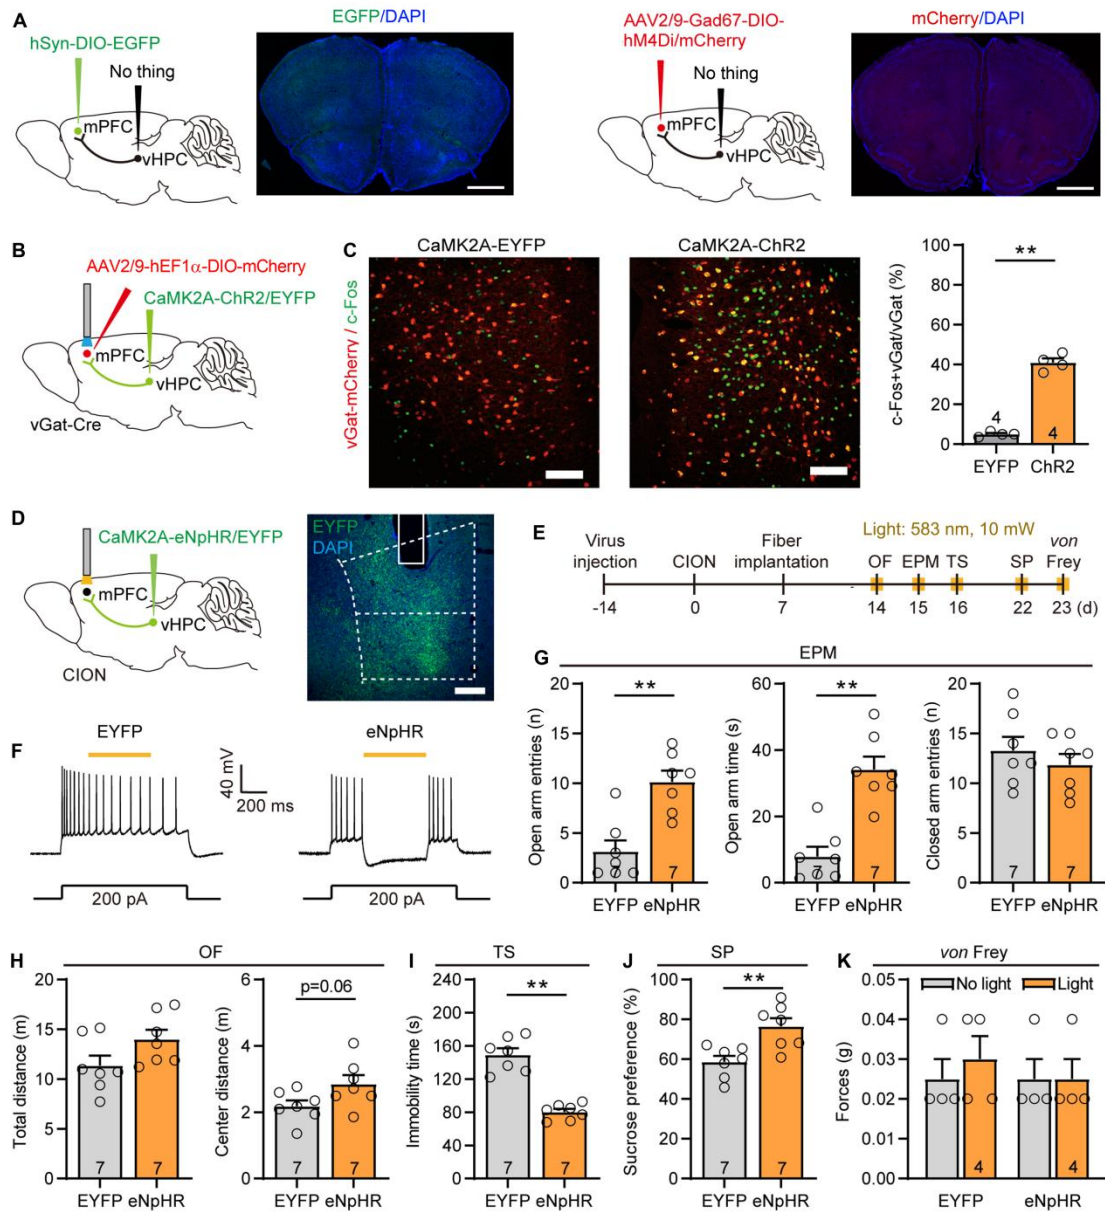 A
EGFP/DAPI
hSyn-DIO-EGFP
No thing
mPFC
vHPC
AAV2/9-Gad67-DIO-
hM4Di/mCherry
No thing
mPFC
vHPC
mCherry/DAPI
B
AAV2/9-hEF1α-DIO-mCherry
CaMK2A-ChR2/EYFP
mPFC
vHPC
vGat-Cre
C
CaMK2A-EYFP
CaMK2A-ChR2
vGat-mCherry / c-Fos
c-Fos+vGat/vGat (%)
100
80
60
40
20
0
**
4
4
EYFP
ChR2
D
CaMK2A-eNpHR/EYFP
mPFC
vHPC
CION
EYFP
DAPI
E
Light: 583 nm, 10 mW
Virus
injection
CION
Fiber
implantation
OF
EPM
TS
SP
von
Frey
-14
0
7
14
15
16
22
23 (d)
F
EYFP
eNpHR
40 mV
200 ms
200 pA
200 pA
G
EPM
Open arm entries (n)
20
15
10
5
0
**
7
7
EYFP eNpHR
Open arm time (s)
60
40
20
0
**
7
7
EYFP eNpHR
Closed arm entries (n)
20
15
10
5
0
7
7
EYFP eNpHR
H
OF
Total distance (m)
20
15
10
5
0
7
7
EYFP eNpHR
Center distance (m)
6
4
2
0
p=0.06
7
7
EYFP eNpHR
I
TS
Immobility time (s)
240
200
160
120
80
40
0
**
7
7
EYFP eNpHR
J
SP
Sucrose preference (%)
100
80
60
40
20
0
**
7
7
EYFP eNpHR
K
von Frey
No light
Light
Forces (g)
0.05
0.04
0.03
0.02
0.01
0.00
4
4
EYFP
eNpHR